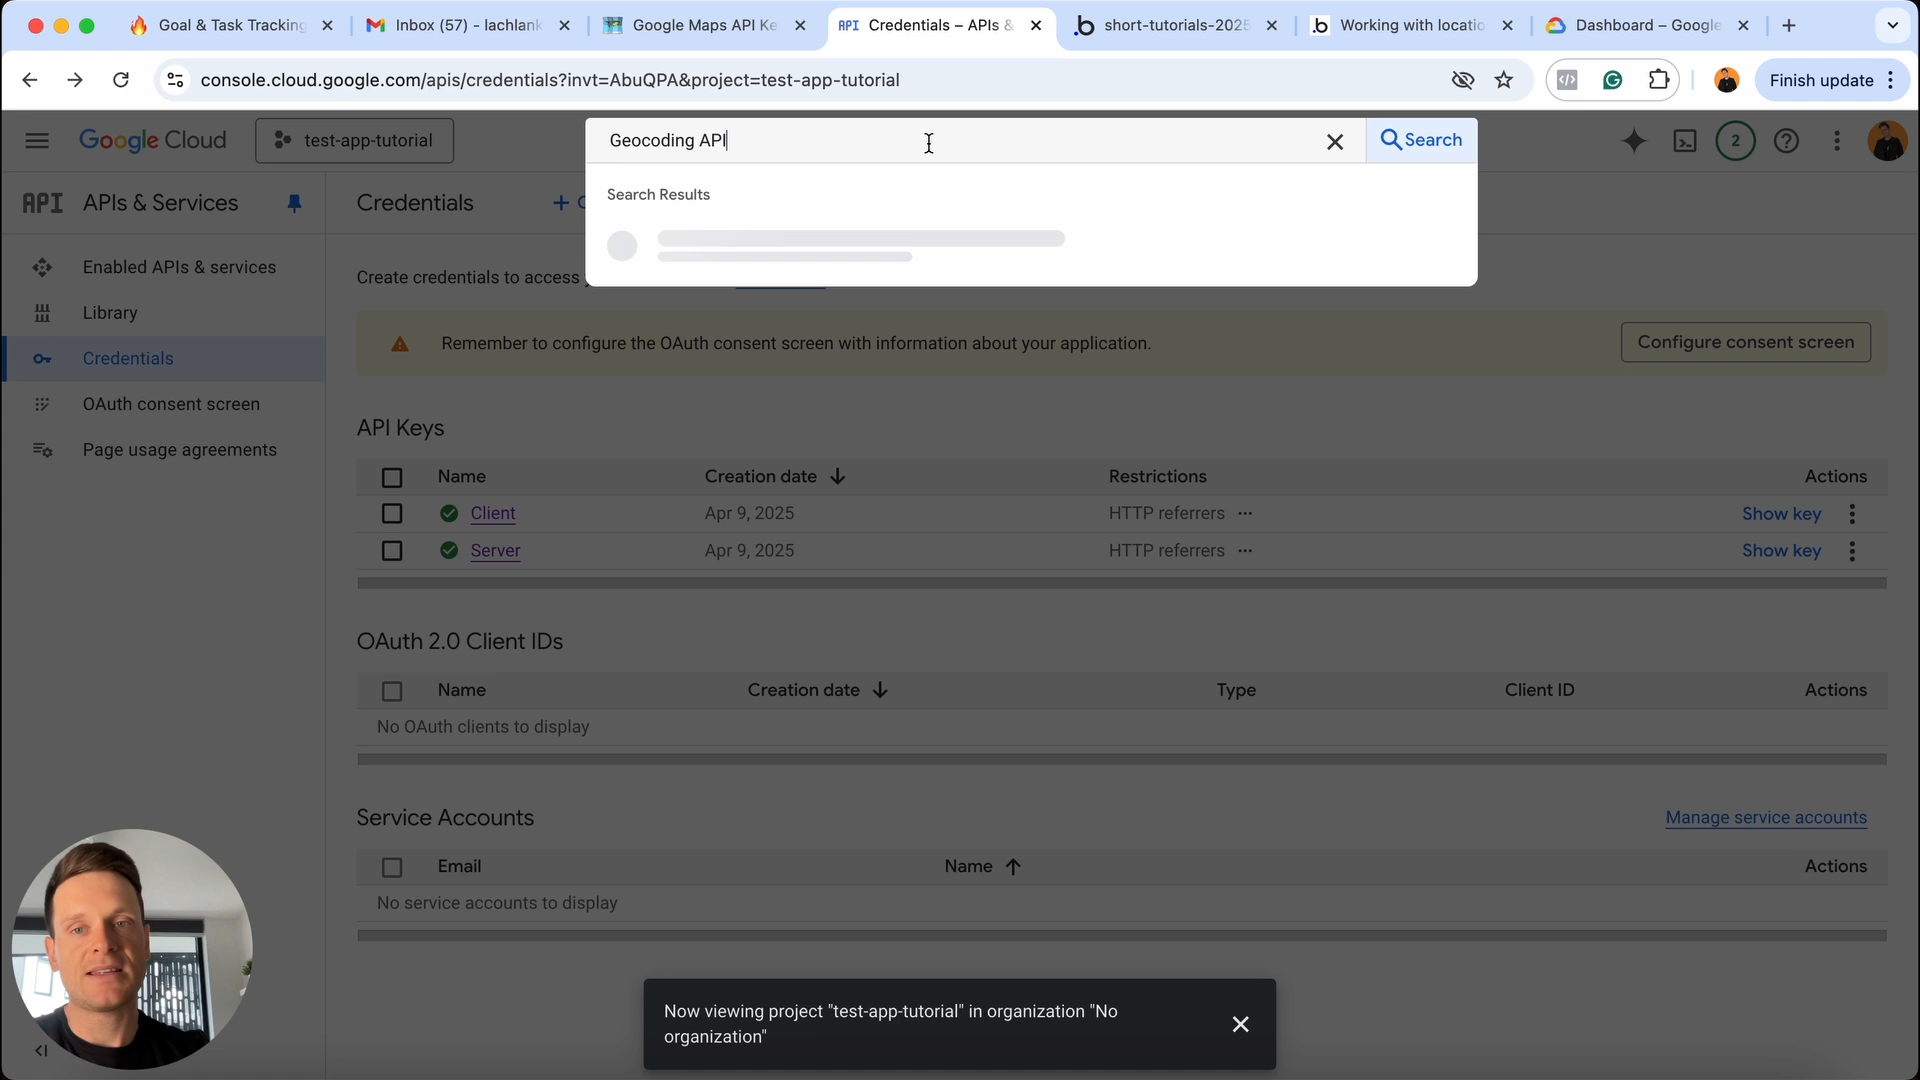 Goal & Task Tracking
Inbox (57) - lachlank
Google Maps API Ke
API
Credentials – APIs &
short-tutorials-2025
Working with locatio
Dashboard – Google
console.cloud.google.com/apis/credentials?invt=AbuQPA&project=test-app-tutorial
Finish update
Google Cloud
test-app-tutorial
Geocoding API
Search
2
Search Results
API
APIs & Services
Credentials
Enabled APIs & services
Library
Credentials
OAuth consent screen
Page usage agreements
Create credentials to access
Remember to configure the OAuth consent screen with information about your application.
Configure consent screen
API Keys
Name
Creation date
Restrictions
Actions
Client
Apr 9, 2025
HTTP referrers
Show key
Server
Apr 9, 2025
HTTP referrers
Show key
OAuth 2.0 Client IDs
Name
Creation date
Type
Client ID
Actions
No OAuth clients to display
Service Accounts
Manage service accounts
Email
Name
Actions
No service accounts to display
Now viewing project "test-app-tutorial" in organization "No
organization"